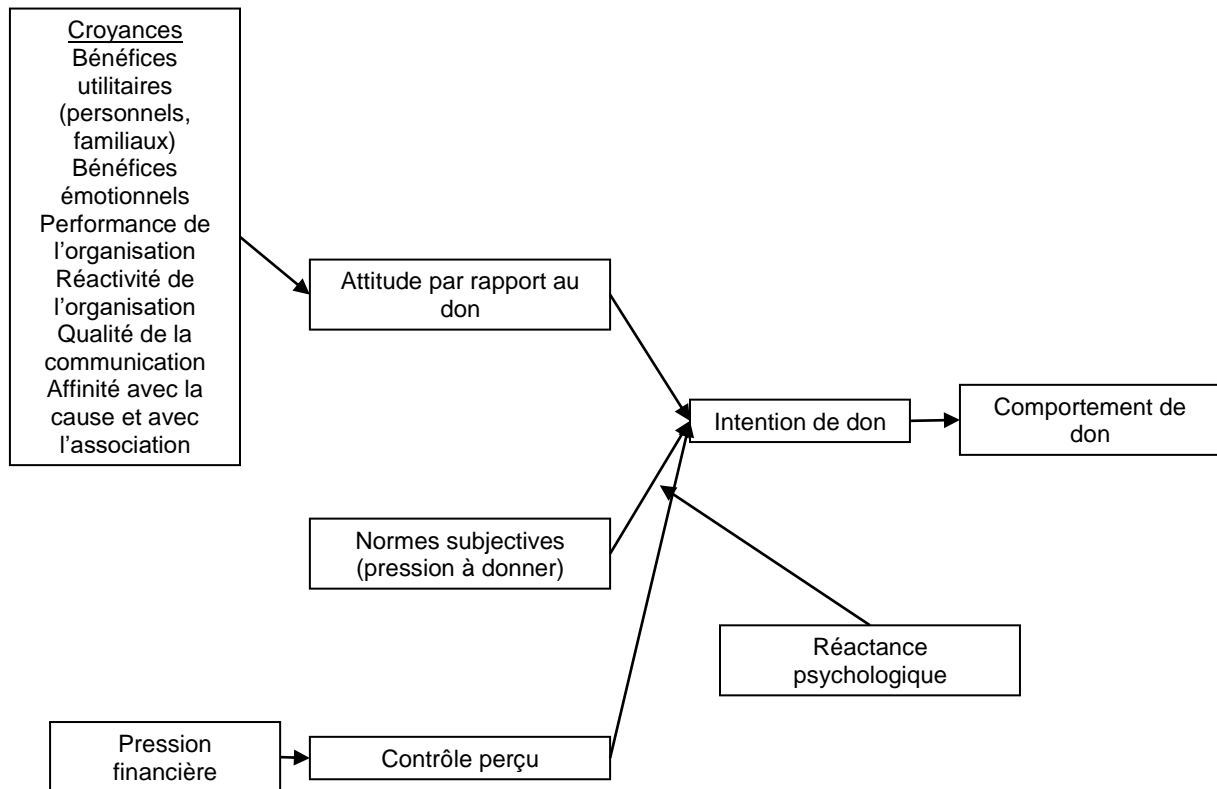 Croyances
Bénéfices
utilitaires
(personnels,
familiaux)
Bénéfices
émotionnels
Performance de
l’organisation
Réactivité de
l’organisation
Qualité de la
communication
Affinité avec la
cause et avec
l’association
Attitude par rapport au
don
Intention de don
Comportement de
don
Normes subjectives
(pression à donner)
Réactance
psychologique
Pression
financière
Contrôle perçu